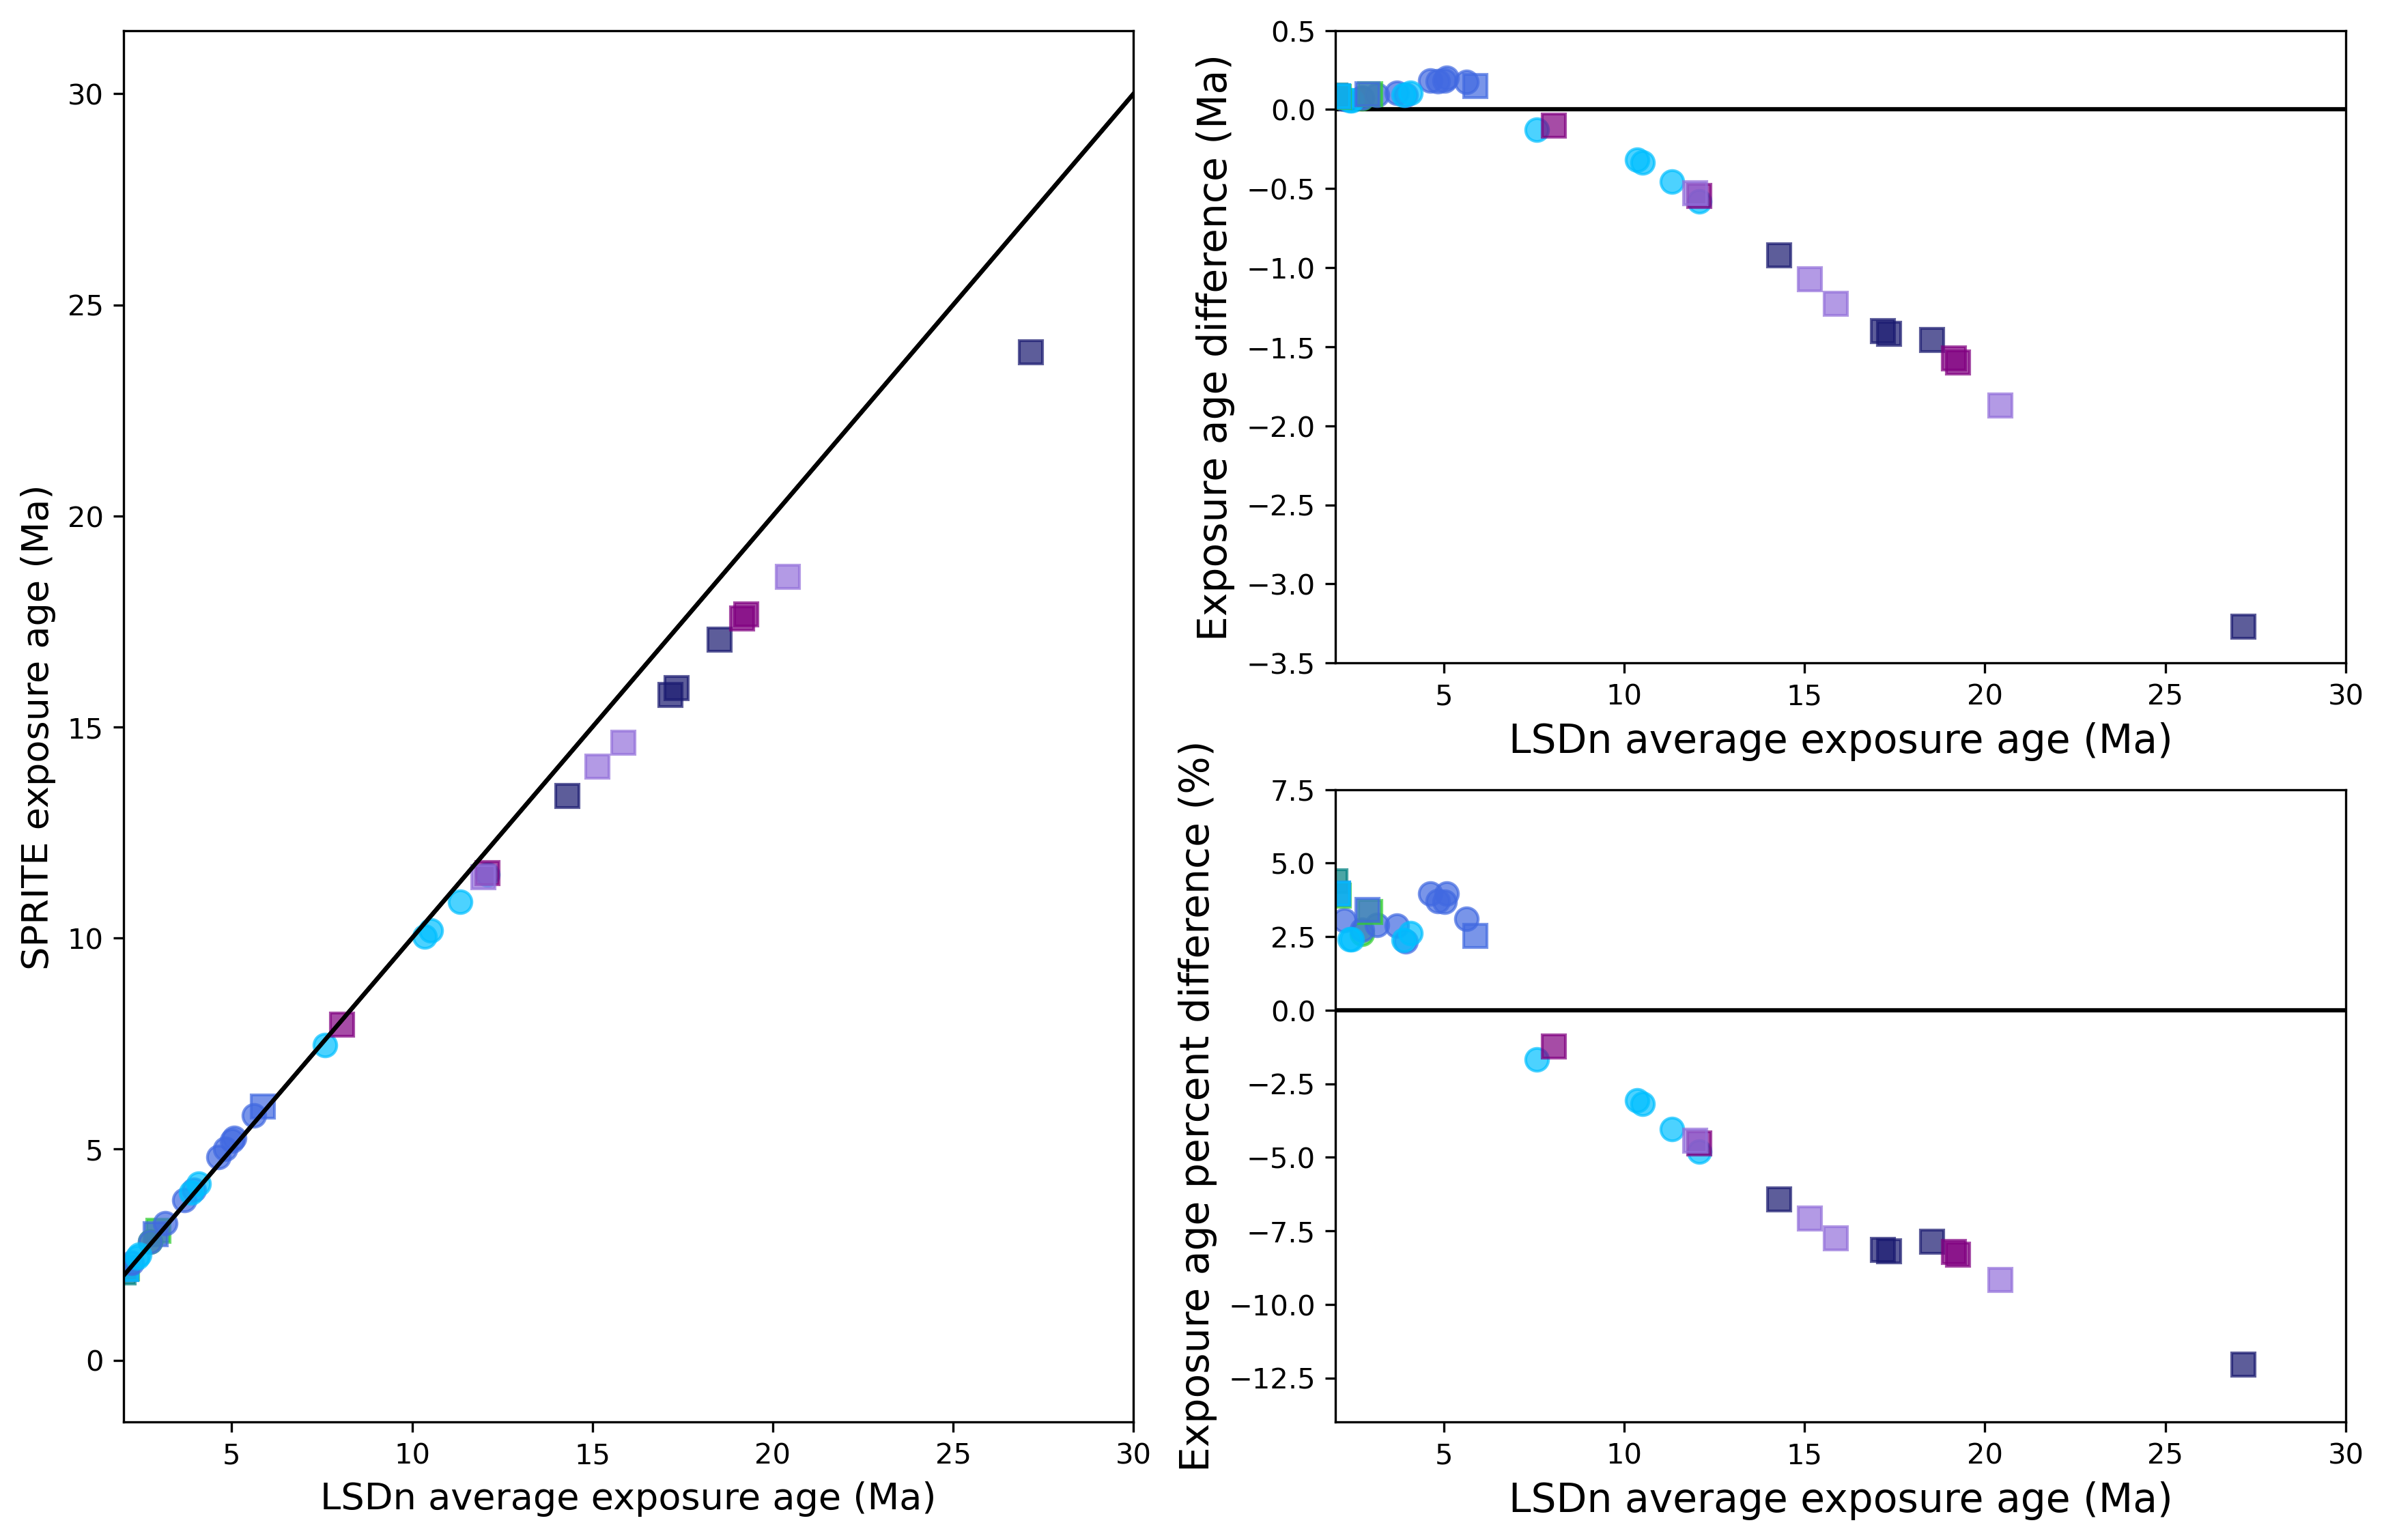 SPRITE exposure age (Ma)
30
25
20
15
10
5
0
5 10 15 20 25 30
LSDn average exposure age (Ma)
Exposure age difference (Ma)
0.5
0.0
−0.5
−1.0
−1.5
−2.0
−2.5
−3.0
−3.5
5 10 15 20 25 30
LSDn average exposure age (Ma)
Exposure age percent difference (%)
7.5
5.0
2.5
0.0
−2.5
−5.0
−7.5
−10.0
−12.5
5 10 15 20 25 30
LSDn average exposure age (Ma)